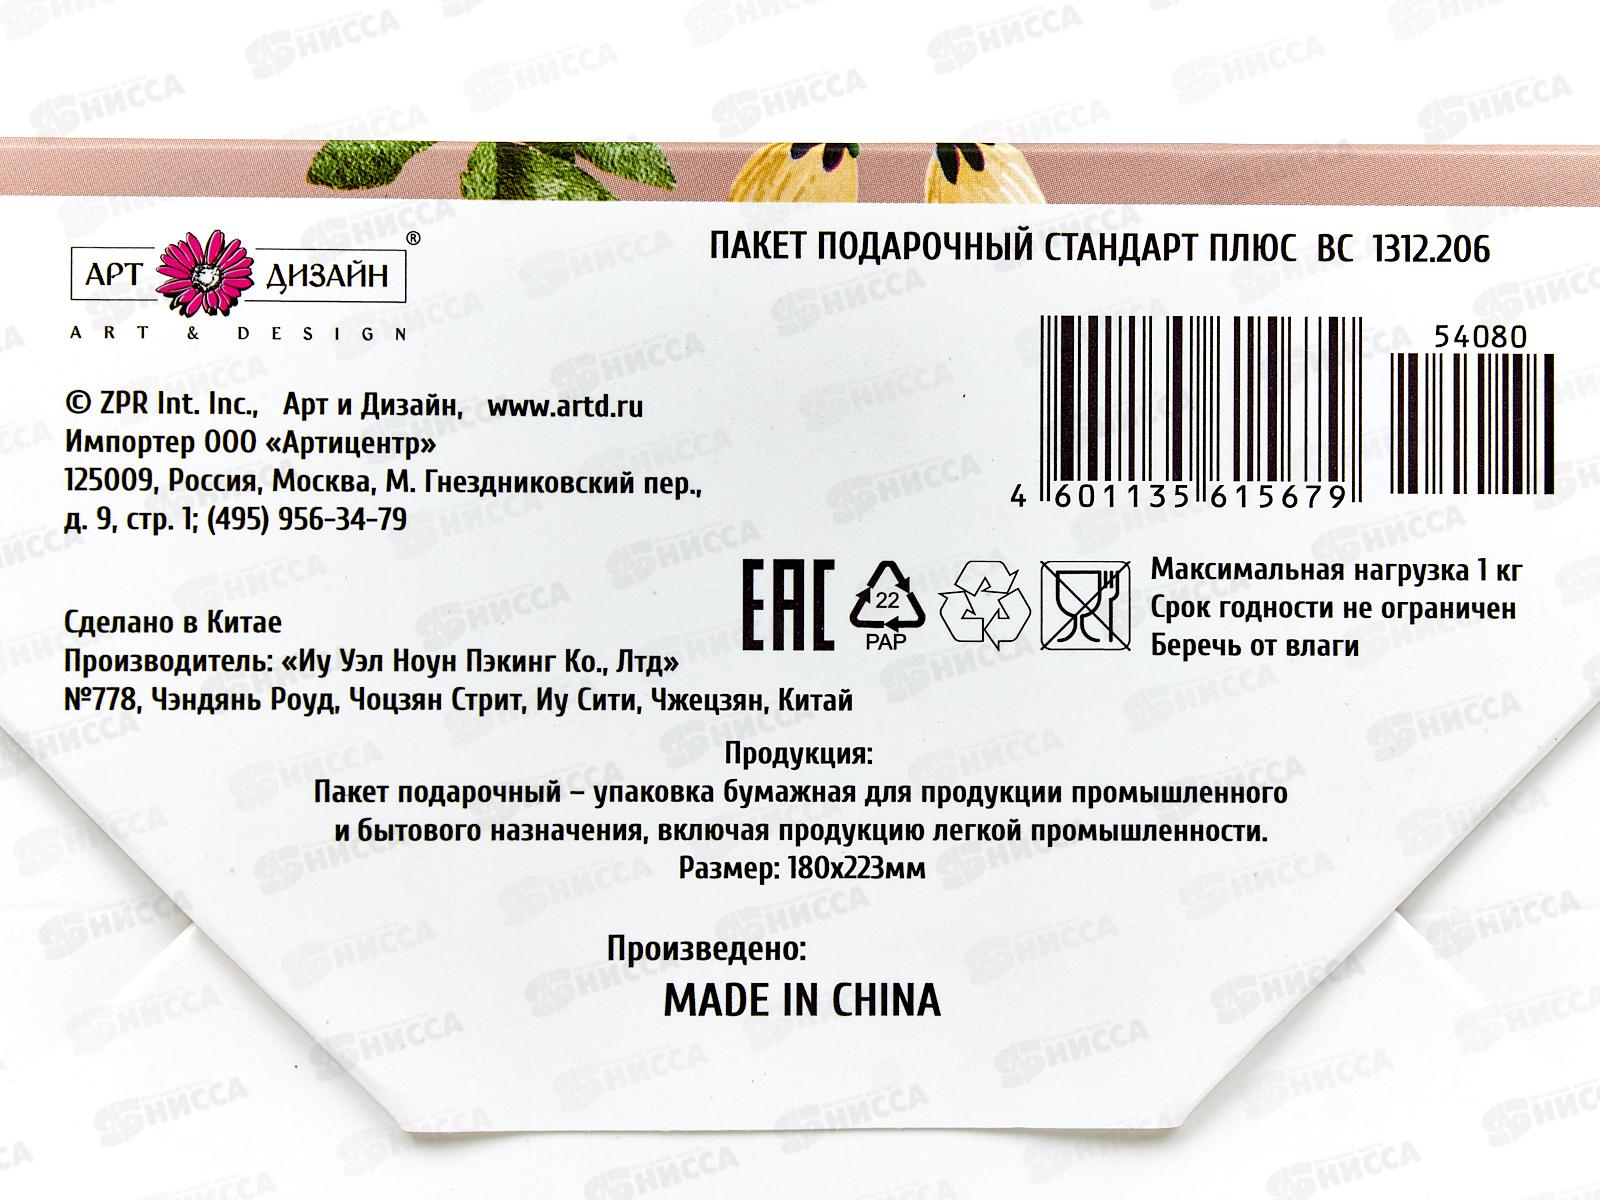 АРТ ДИЗАЙН ®
ART & DESIGN
ПАКЕТ ПОДАРОЧНЫЙ СТАНДАРТ ПЛЮС ВС 1312.206
54080
4 601135 615679
© ZPR Int. Inc., Арт и Дизайн, www.artd.ru
Импортер ООО «Артицентр»
125009, Россия, Москва, М. Гнездниковский пер.,
д. 9, стр. 1; (495) 956-34-79
EAC
22
PAP
Максимальная нагрузка 1 кг
Срок годности не ограничен
Беречь от влаги
Сделано в Китае
Производитель: «Иу Уэл Ноун Пэкинг Ко., Лтд»
№778, Чэндянь Роуд, Чоцзян Стрит, Иу Сити, Чжецзян, Китай
Продукция:
Пакет подарочный – упаковка бумажная для продукции промышленного
и бытового назначения, включая продукцию легкой промышленности.
Размер: 180х223мм
Произведено:
MADE IN CHINA